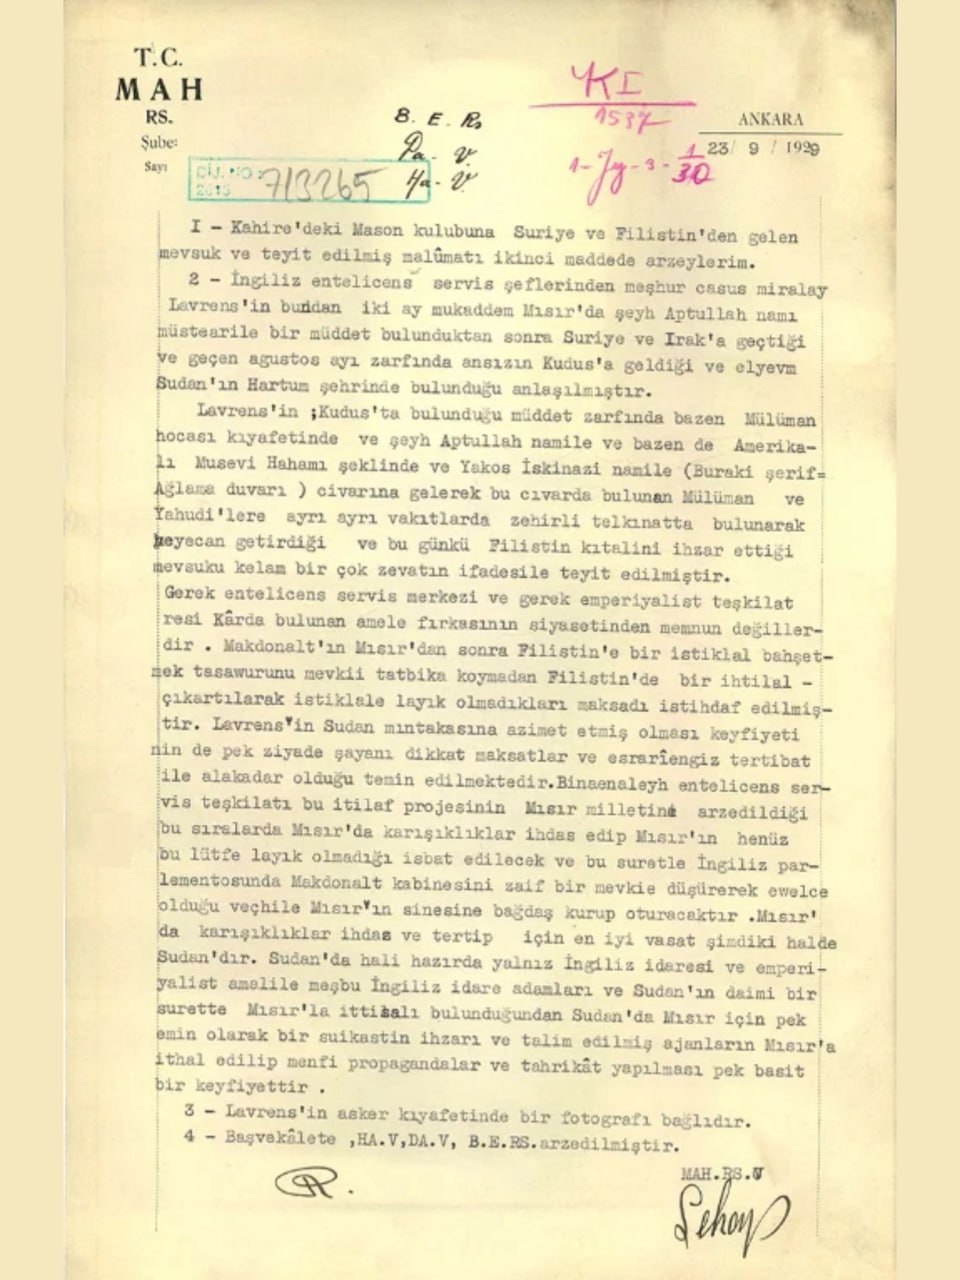 T.C.
MAH
RS.
Şube:
Sayı
B. E. Rs
Da. V.
Ha. V
DIJ. NO :
2016
713265
KI
1537
1-Jy-3-1/30
ANKARA
23/ 9 / 1929
I - Kahire'deki Mason kulubuna Suriye ve Filistin'den gelen
mevsuk ve teyit edilmiş malûmatı ikinci maddede arzeylerim.
2 - İngiliz entelicens servis şeflerinden meşhur casus miralay
Lavrens'in bundan iki ay mukaddem Mısır'da şeyh Aptullah namı
müstearile bir müddet bulunduktan sonra Suriye ve Irak'a geçtiği
ve geçen agustos ayı zarfında ansızın Kudus'a geldiği ve elyevm
Sudan'ın Hartum şehrinde bulunduğu anlaşılmıştır.
Lavrens'in ;Kudus'ta bulunduğu müddet zarfında bazen Mülüman
hocası kıyafetinde ve şeyh Aptullah namile ve bazen de Amerika-
lı Musevi Hahamı şeklinde ve Yakos İskinazi namile (Buraki şerif=
Ağlama duvarı ) civarına gelerek bu cıvarda bulunan Mülüman ve
Yahudi'lere ayrı ayrı vakıtlarda zehirli telkınatta bulunarak
heyecan getirdiği ve bu günkü Filistin kıtalini ihzar ettiği
mevsuku kelam bir çok zevatın ifadesile teyit edilmiştir.
Gerek entelicens servis merkezi ve gerek emperiyalist teşkilat
resi Kârda bulunan amele fırkasının siyasetinden memnun değiller-
dir . Makdonalt'ın Mısır'dan sonra Filistin'e bir istiklal bahşet-
mek tasawurunu mevkii tatbika koymadan Filistin'de bir ihtilal -
çıkartılarak istiklale layık olmadıkları maksadı istihdaf edilmiş-
tir. Lavrens'in Sudan mıntakasına azimet etmiş olması keyfiyeti
nin de pek ziyade şayanı dikkat maksatlar ve esrarîengiz tertibat
ile alakadar olduğu temin edilmektedir.Binaenaleyh entelicens ser-
vis teşkilatı bu itilaf projesinin Mısır milletine arzedildiği
bu sıralarda Mısır'da karışıklıklar ihdas edip Mısır'ın henüz
bu lütfe layık olmadığı isbat edilecek ve bu suretle İngiliz par-
lementosunda Makdonalt kabinesini zaif bir mevkie düşürerek ewelce
olduğu veçhile Mısır'ın sinesine bağdaş kurup oturacaktır .Mısır'
da karışıklıklar ihdas ve tertip için en iyi vasat şimdiki halde
Sudan'dır. Sudan'da hali hazırda yalnız İngiliz idaresi ve emperi-
yalist amelile meşbu İngiliz idare adamları ve Sudan'ın daimi bir
surette Mısır'la ittisalı bulunduğundan Sudan'da Mısır için pek
emin olarak bir suikastin ihzarı ve talim edilmiş ajanların Mısır'a
ithal edilip menfi propagandalar ve tahrikât yapılması pek basit
bir keyfiyettir .
3 - Lavrens'in asker kıyafetinde bir fotografı bağlıdır.
4 - Başvekâlete ,HA.V,DA.V, B.E.RS.arzedilmiştir.
MAH.RS.V
R.